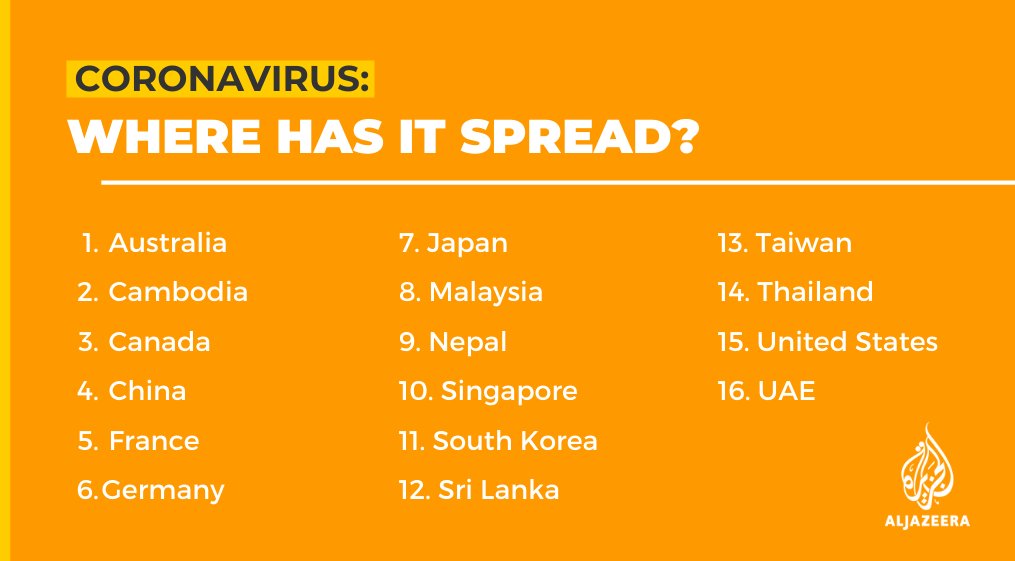 CORONAVIRUS:
WHERE HAS IT SPREAD?
1. Australia
2. Cambodia
3. Canada
4. China
5. France
6.Germany
7. Japan
8. Malaysia
9. Nepal
10. Singapore
11. South Korea
12. Sri Lanka
13. Taiwan
14. Thailand
15. United States
16. UAE
الجزيرة
ALJAZEERA